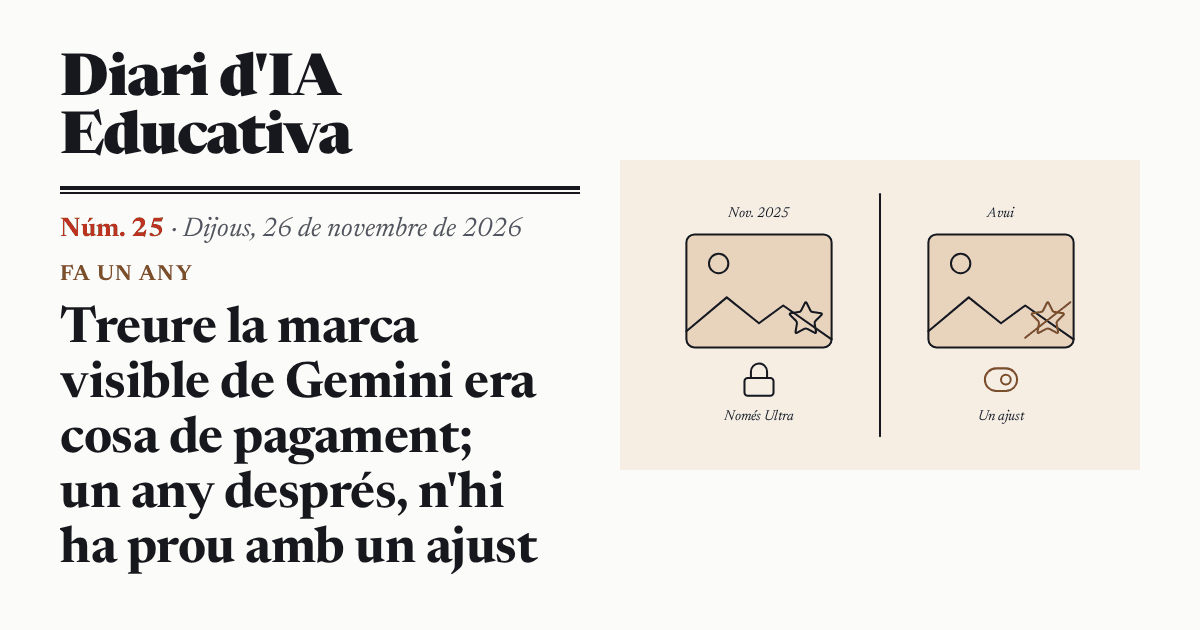 Diari d'IA
Educativa
Núm. 25 · Dijous, 26 de novembre de 2026
FA UN ANY
Treure la marca
visible de Gemini era
cosa de pagament;
un any després, n'hi
ha prou amb un ajust
Nov. 2025
Només Ultra
Avui
Un ajust